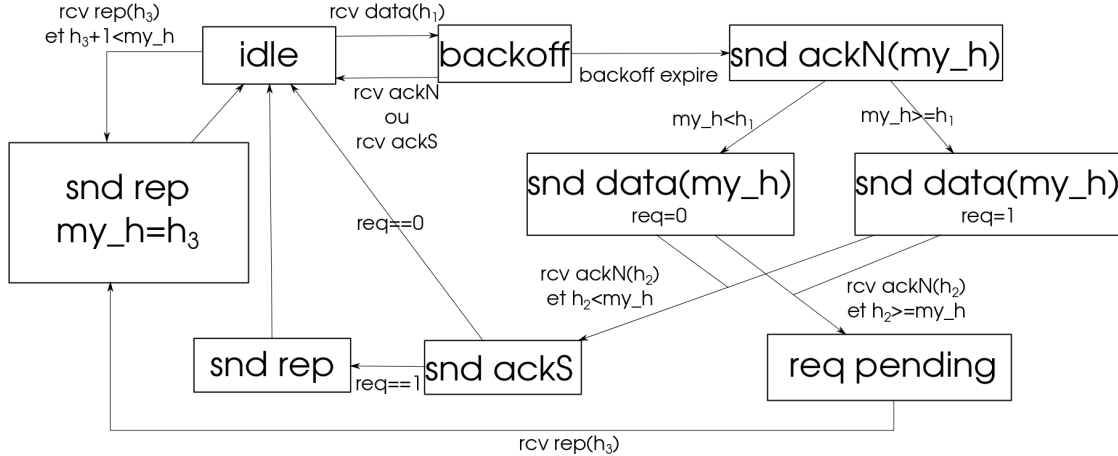 rcv rep(h₃)
et h₃+1<my_h
idle
rcv data(h₁)
backoff
rcv ackN
ou
rcv ackS
backoff expire
snd ackN(my_h)
my_h<h₁
my_h>=h₁
snd rep
my_h=h₃
snd data(my_h)
req=0
snd data(my_h)
req=1
req==0
rcv ackN(h₂)
et h₂<my_h
rcv ackN(h₂)
et h₂>=my_h
snd rep
req==1
snd ackS
req pending
rcv rep(h₃)